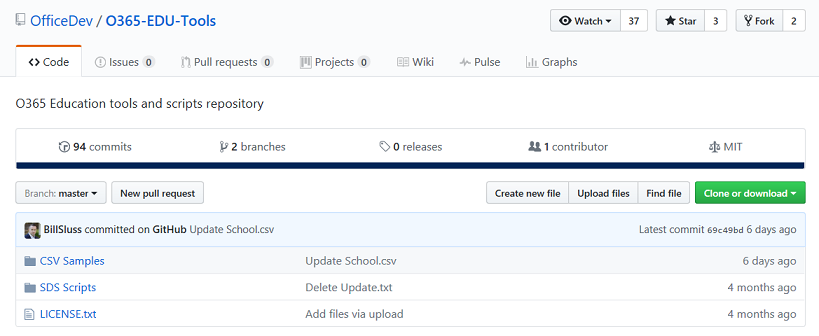 OfficeDev / O365-EDU-Tools Watch 37 Star 3 Fork 2
Code Issues 0 Pull requests 0 Projects 0 Wiki Pulse Graphs
O365 Education tools and scripts repository
94 commits 2 branches 0 releases 1 contributor MIT
Branch: master New pull request Create new file Upload files Find file Clone or download
BillSluss committed on GitHub Update School.csv Latest commit 69c49bd 6 days ago
CSV Samples Update School.csv 6 days ago
SDS Scripts Delete Update.txt 4 months ago
LICENSE.txt Add files via upload 4 months ago